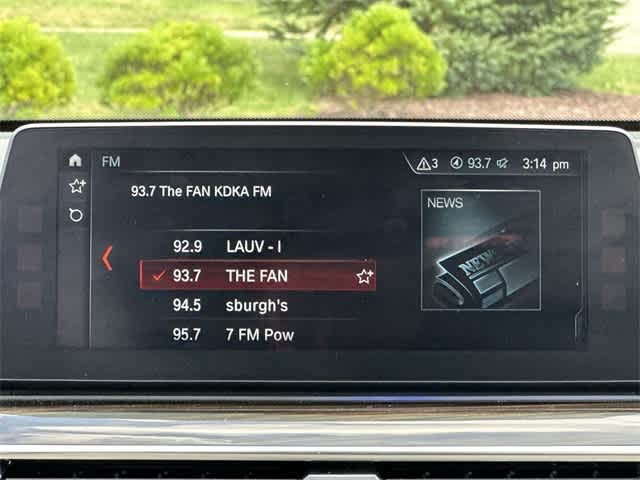 FM
3
93.7
3:14 pm
93.7 The FAN KDKA FM
NEWS
92.9 LAUV - I
93.7 THE FAN
94.5 sburgh's
95.7 7 FM Pow
NEWS